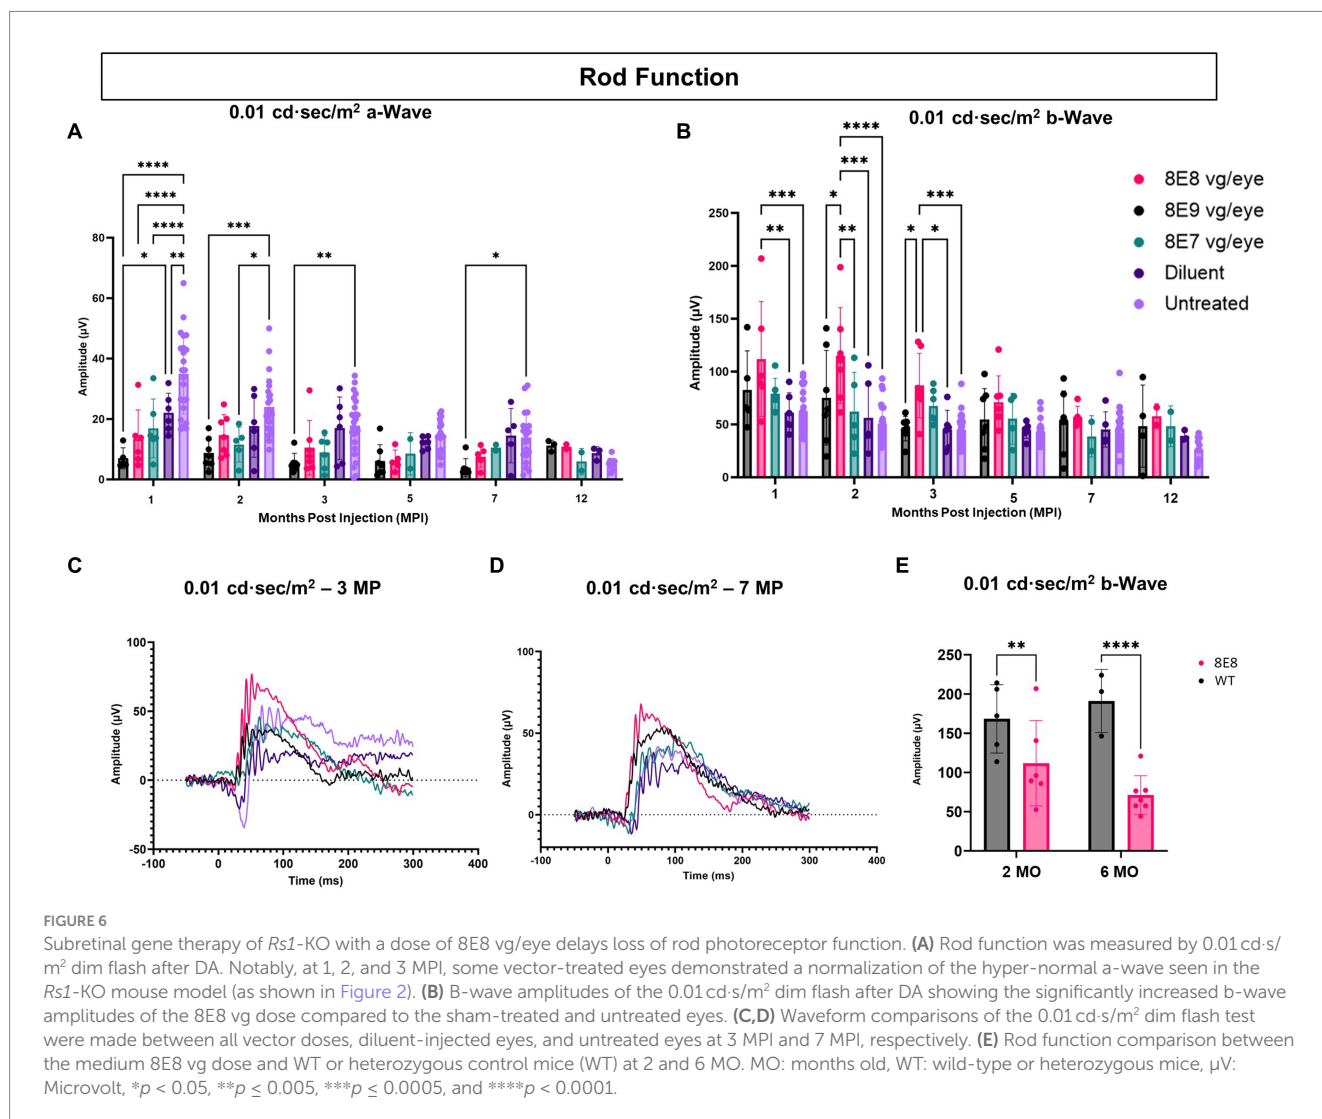 Rod Function
0.01 cd·sec/m² a-Wave
A
****
****
****
*
**
***
*
**
*
80
60
40
20
0
Amplitude (µV)
1
2
3
5
7
12
Months Post Injection (MPI)
0.01 cd·sec/m² b-Wave
B
****
***
*
**
***
**
***
*
*
250
200
150
100
50
0
Amplitude (µV)
1
2
3
5
7
12
Months Post Injection (MPI)
8E8 vg/eye
8E9 vg/eye
8E7 vg/eye
Diluent
Untreated
C
0.01 cd·sec/m² – 3 MP
100
50
0
-50
Amplitude (µV)
-100
0
100
200
300
400
Time (ms)
D
0.01 cd·sec/m² – 7 MP
100
50
0
Amplitude (µV)
-100
0
100
200
300
400
Time (ms)
E
0.01 cd·sec/m² b-Wave
**
****
250
200
150
100
50
0
Amplitude (µV)
2 MO
6 MO
8E8
WT
FIGURE 6
Subretinal gene therapy of Rs1-KO with a dose of 8E8 vg/eye delays loss of rod photoreceptor function. (A) Rod function was measured by 0.01 cd·s/
m² dim flash after DA. Notably, at 1, 2, and 3 MPI, some vector-treated eyes demonstrated a normalization of the hyper-normal a-wave seen in the
Rs1-KO mouse model (as shown in Figure 2). (B) B-wave amplitudes of the 0.01 cd·s/m² dim flash after DA showing the significantly increased b-wave
amplitudes of the 8E8 vg dose compared to the sham-treated and untreated eyes. (C,D) Waveform comparisons of the 0.01 cd·s/m² dim flash test
were made between all vector doses, diluent-injected eyes, and untreated eyes at 3 MPI and 7 MPI, respectively. (E) Rod function comparison between
the medium 8E8 vg dose and WT or heterozygous control mice (WT) at 2 and 6 MO. MO: months old, WT: wild-type or heterozygous mice, µV:
Microvolt, *p < 0.05, **p ≤ 0.005, ***p ≤ 0.0005, and ****p < 0.0001.